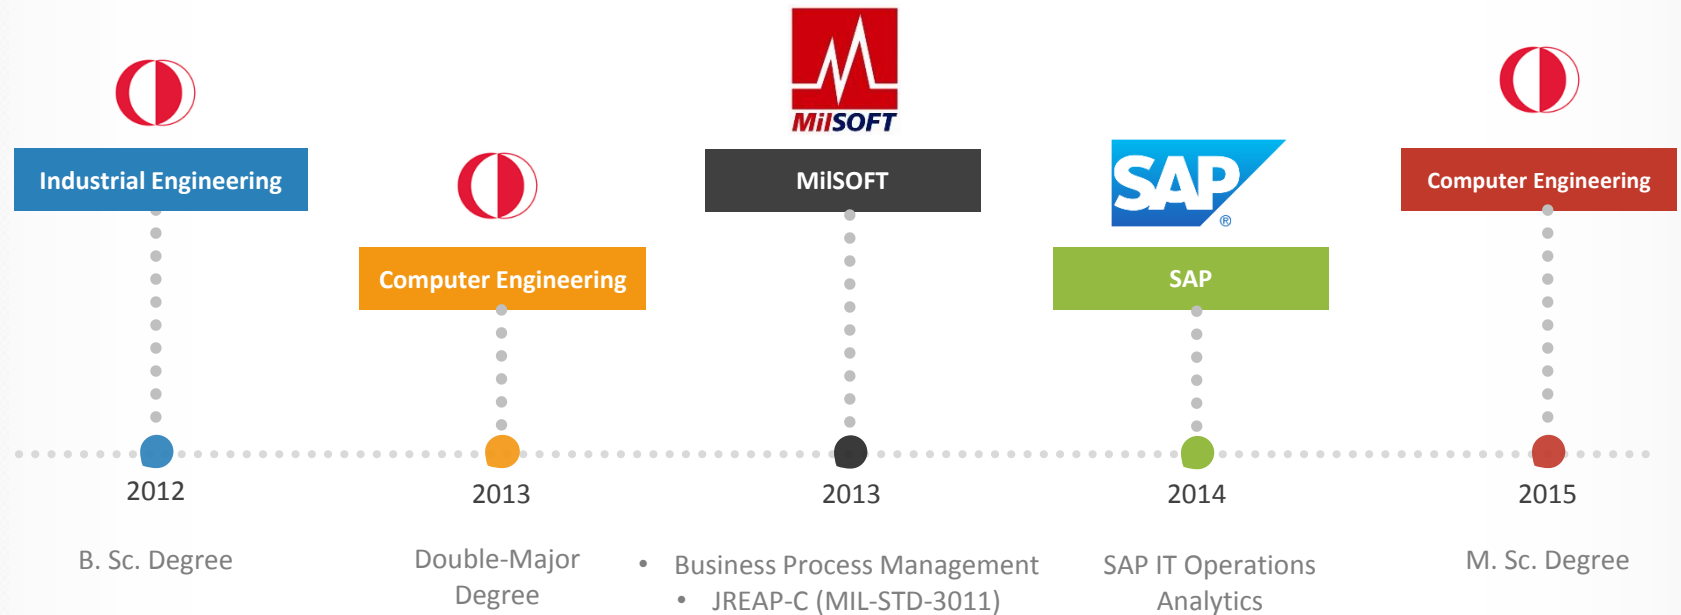 MilSOFT
Industrial Engineering
MilSOFT
SAP
®
Computer Engineering
Computer Engineering
SAP
2012
2013
2013
2014
2015
B. Sc. Degree
Double-Major
Degree
• Business Process Management
• JREAP-C (MIL-STD-3011)
SAP IT Operations
Analytics
M. Sc. Degree